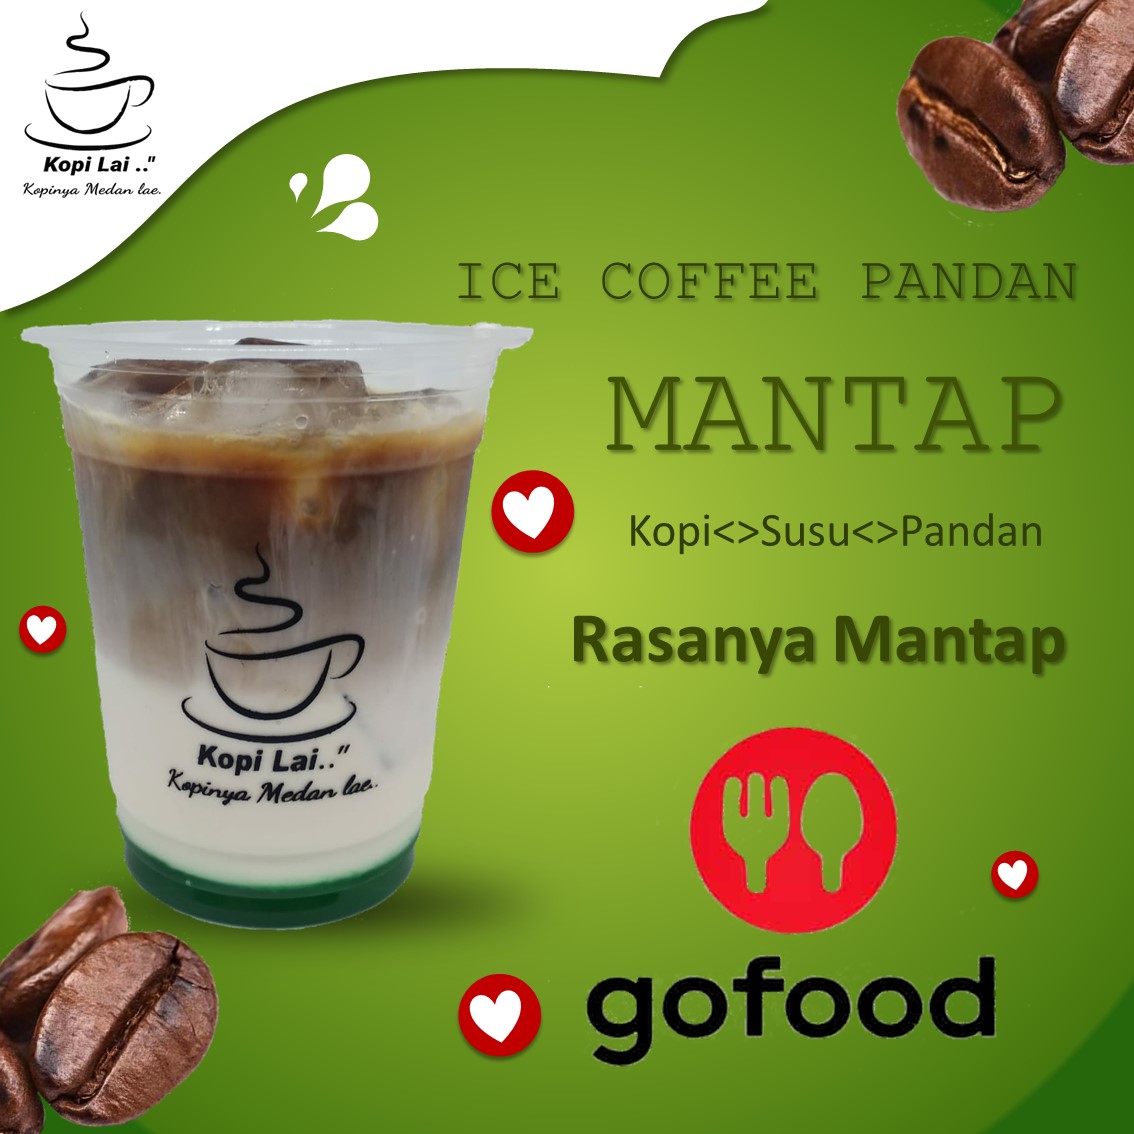 Kopi Lai .."
Kopinya Medan lae.
ICE COFFEE PANDAN
MANTAP
Kopi<>Susu<>Pandan
Rasanya Mantap
Kopi Lai.."
Kopinya Medan lae..
gofood